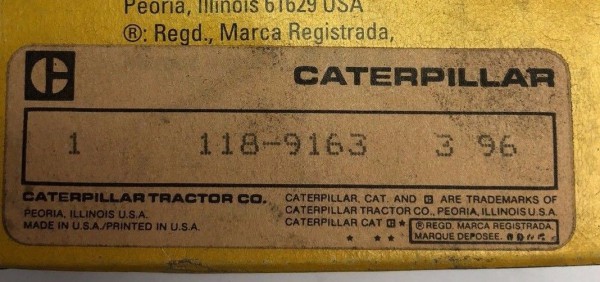 Peoria, Illinois 61629 USA
®: Regd., Marca Registrada,
C CATERPILLAR
1 118-9163 3 96
CATERPILLAR TRACTOR CO.
PEORIA, ILLINOIS U.S.A.
MADE IN U.S.A./PRINTED IN U.S.A.
CATERPILLAR, CAT. AND C ARE TRADEMARKS OF
CATERPILLAR TRACTOR CO., PEORIA, ILLINOIS U.S.A.
CATERPILLAR CAT C ★
★ ★★
® REGD. MARCA REGISTRADA
MARQUE DEPOSEE.